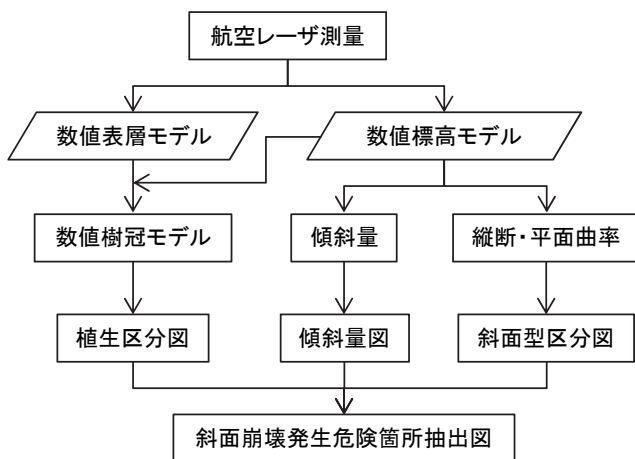 航空レーザ測量
数値表層モデル
数値標高モデル
数値樹冠モデル
傾斜量
縦断・平面曲率
植生区分図
傾斜量図
斜面型区分図
斜面崩壊発生危険箇所抽出図